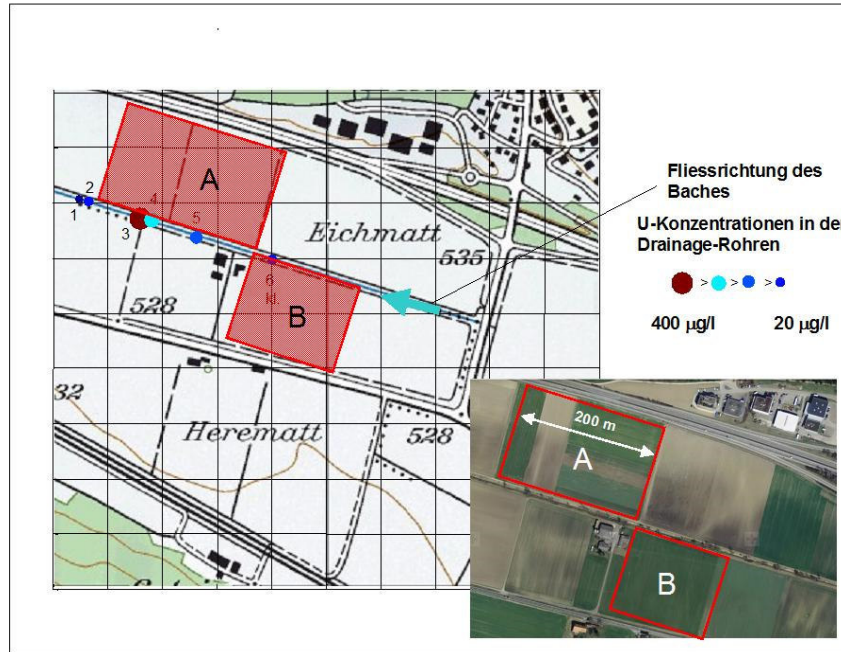 Fliessrichtung des
Baches
U-Konzentrationen in de
Drainage-Rohren
> > >
400 µg/l 20 µg/l
A
1
2
3
4
5
6
kl.
Eichmatt
535
B
528
Herematt
528
32
200 m
A
B